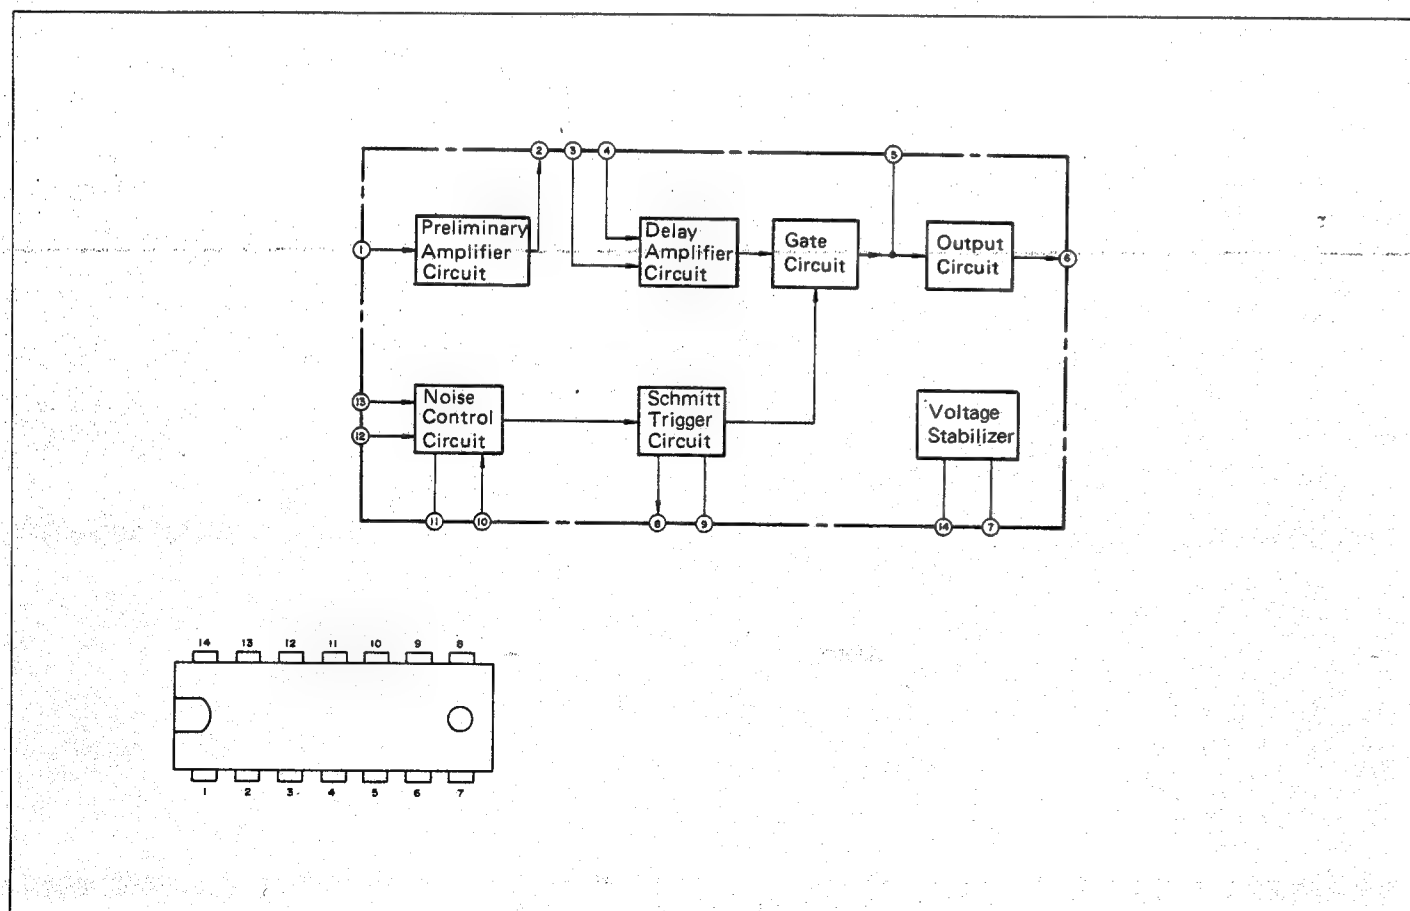 2 3 4 5
1
Preliminary
Amplifier
Circuit
Delay
Amplifier
Circuit
Gate
Circuit
Output
Circuit
6
13
12
Noise
Control
Circuit
Schmitt
Trigger
Circuit
Voltage
Stabilizer
11 10 8 9 14 7
14 13 12 11 10 9 8
1 2 3 4 5 6 7